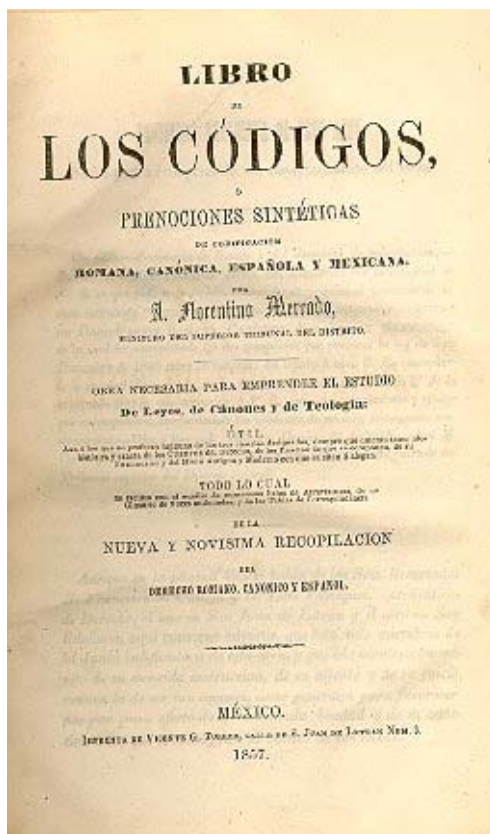 LIBRO
DE
LOS CÓDIGOS,
Ó
PRENOCIONES SINTÉTICAS
DE CODIFICACION
ROMANA, CANÓNICA, ESPAÑOLA Y MEXICANA,
POR
A. Florentino Mercado,
MINISTRO DEL SUPERIOR TRIBUNAL DEL DISTRITO.
OBRA NECESARIA PARA EMPRENDER EL ESTUDIO
De Leyes, de Cánones y de Teología:
ÚTIL
TODO LO CUAL
DE LA
NUEVA Y NOVISIMA RECOPILACION
DEL
DERECHO ROMANO, CANONICO Y ESPAÑOL.
MÉXICO.
IMPRENTA DE VICENTE G. TORRES, CALLE DE S. JUAN DE LETRAN NUM. 3.
1857.